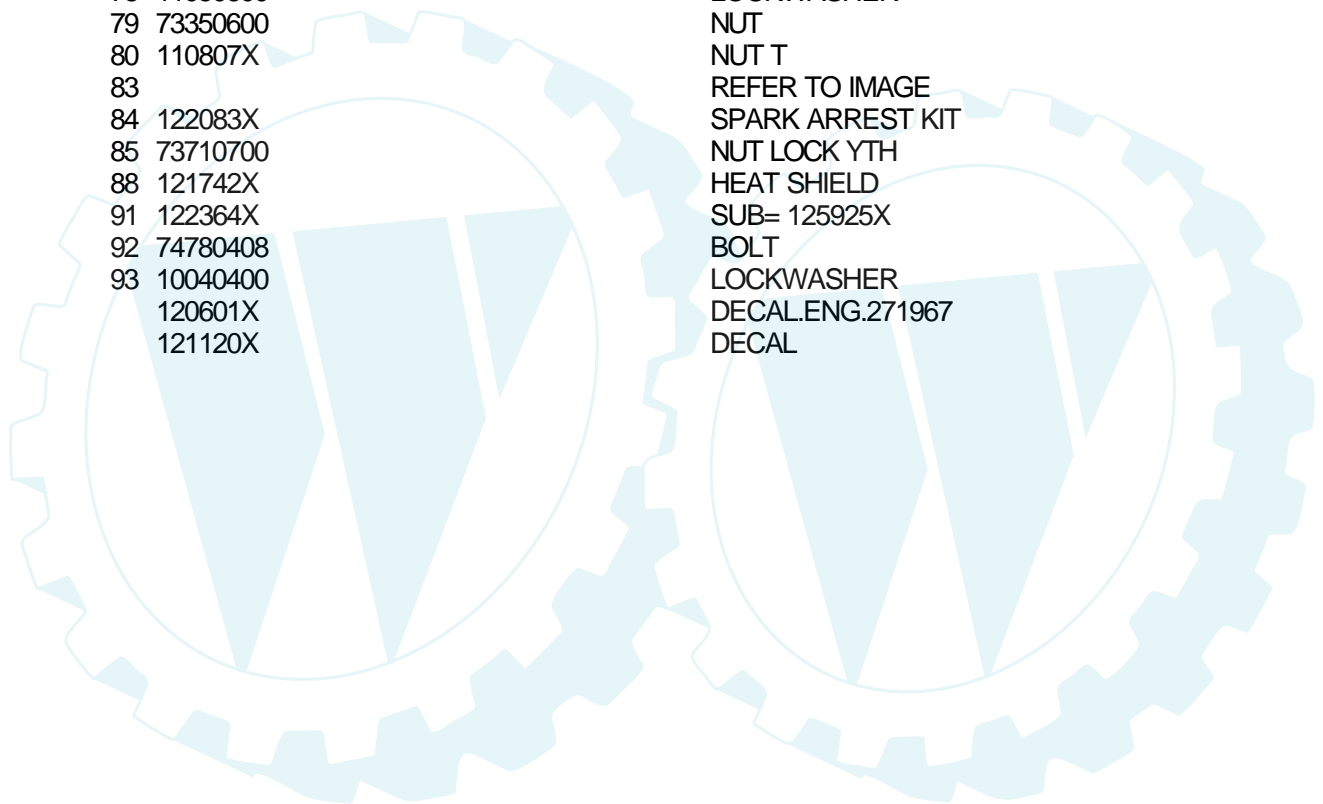 79 73350600 NUT
80 110807X NUT T
83 REFER TO IMAGE
84 122083X SPARK ARREST KIT
85 73710700 NUT LOCK YTH
88 121742X HEAT SHIELD
91 122364X SUB= 125925X
92 74780408 BOLT
93 10040400 LOCKWASHER
120601X DECAL.ENG.271967
121120X DECAL